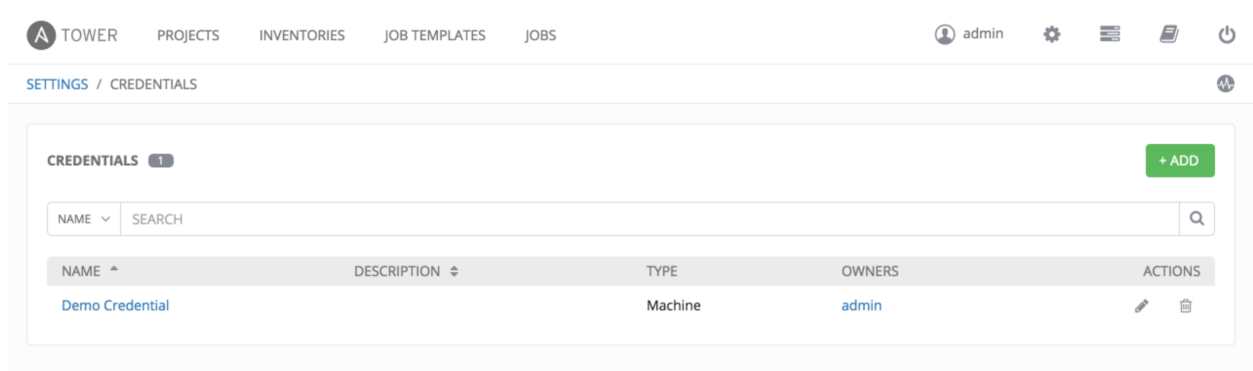 A TOWER PROJECTS INVENTORIES JOB TEMPLATES JOBS admin
SETTINGS / CREDENTIALS
CREDENTIALS 1 + ADD
NAME SEARCH
NAME DESCRIPTION TYPE OWNERS ACTIONS
Demo Credential Machine admin